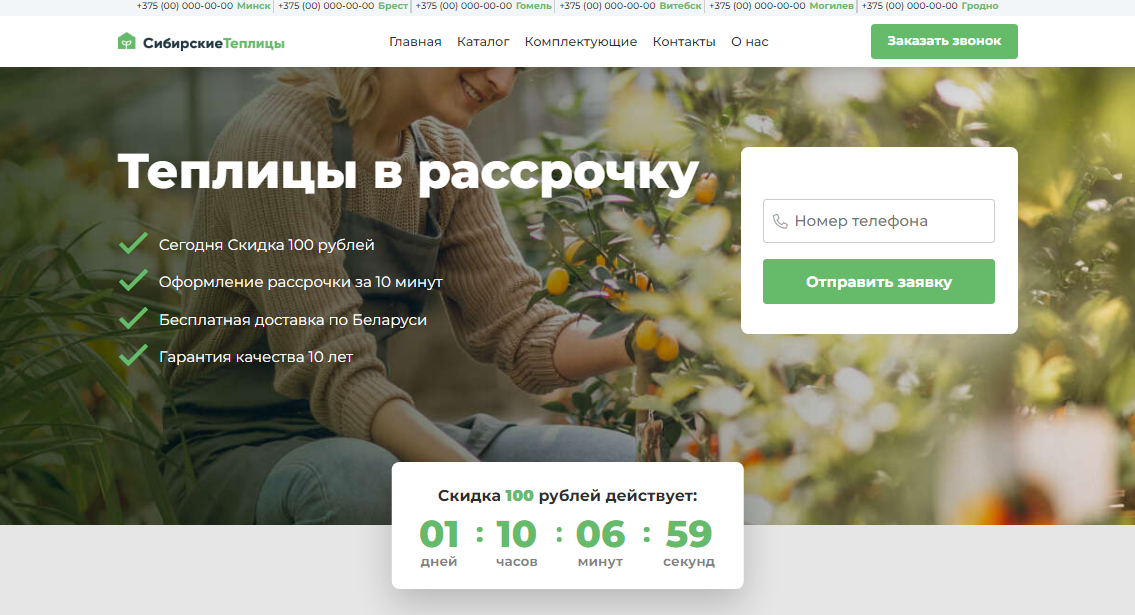 +375 (00) 000-00-00 Минск +375 (00) 000-00-00 Брест +375 (00) 000-00-00 Гомель +375 (00) 000-00-00 Витебск +375 (00) 000-00-00 Могилев +375 (00) 000-00-00 Гродно
СибирскиеТеплицы Главная Каталог Комплектующие Контакты О нас Заказать звонок
Теплицы в рассрочку
Сегодня Скидка 100 рублей
Оформление рассрочки за 10 минут
Бесплатная доставка по Беларуси
Гарантия качества 10 лет
Номер телефона
Отправить заявку
Скидка 100 рублей действует:
01 : 10 : 06 : 59
дней часов минут секунд